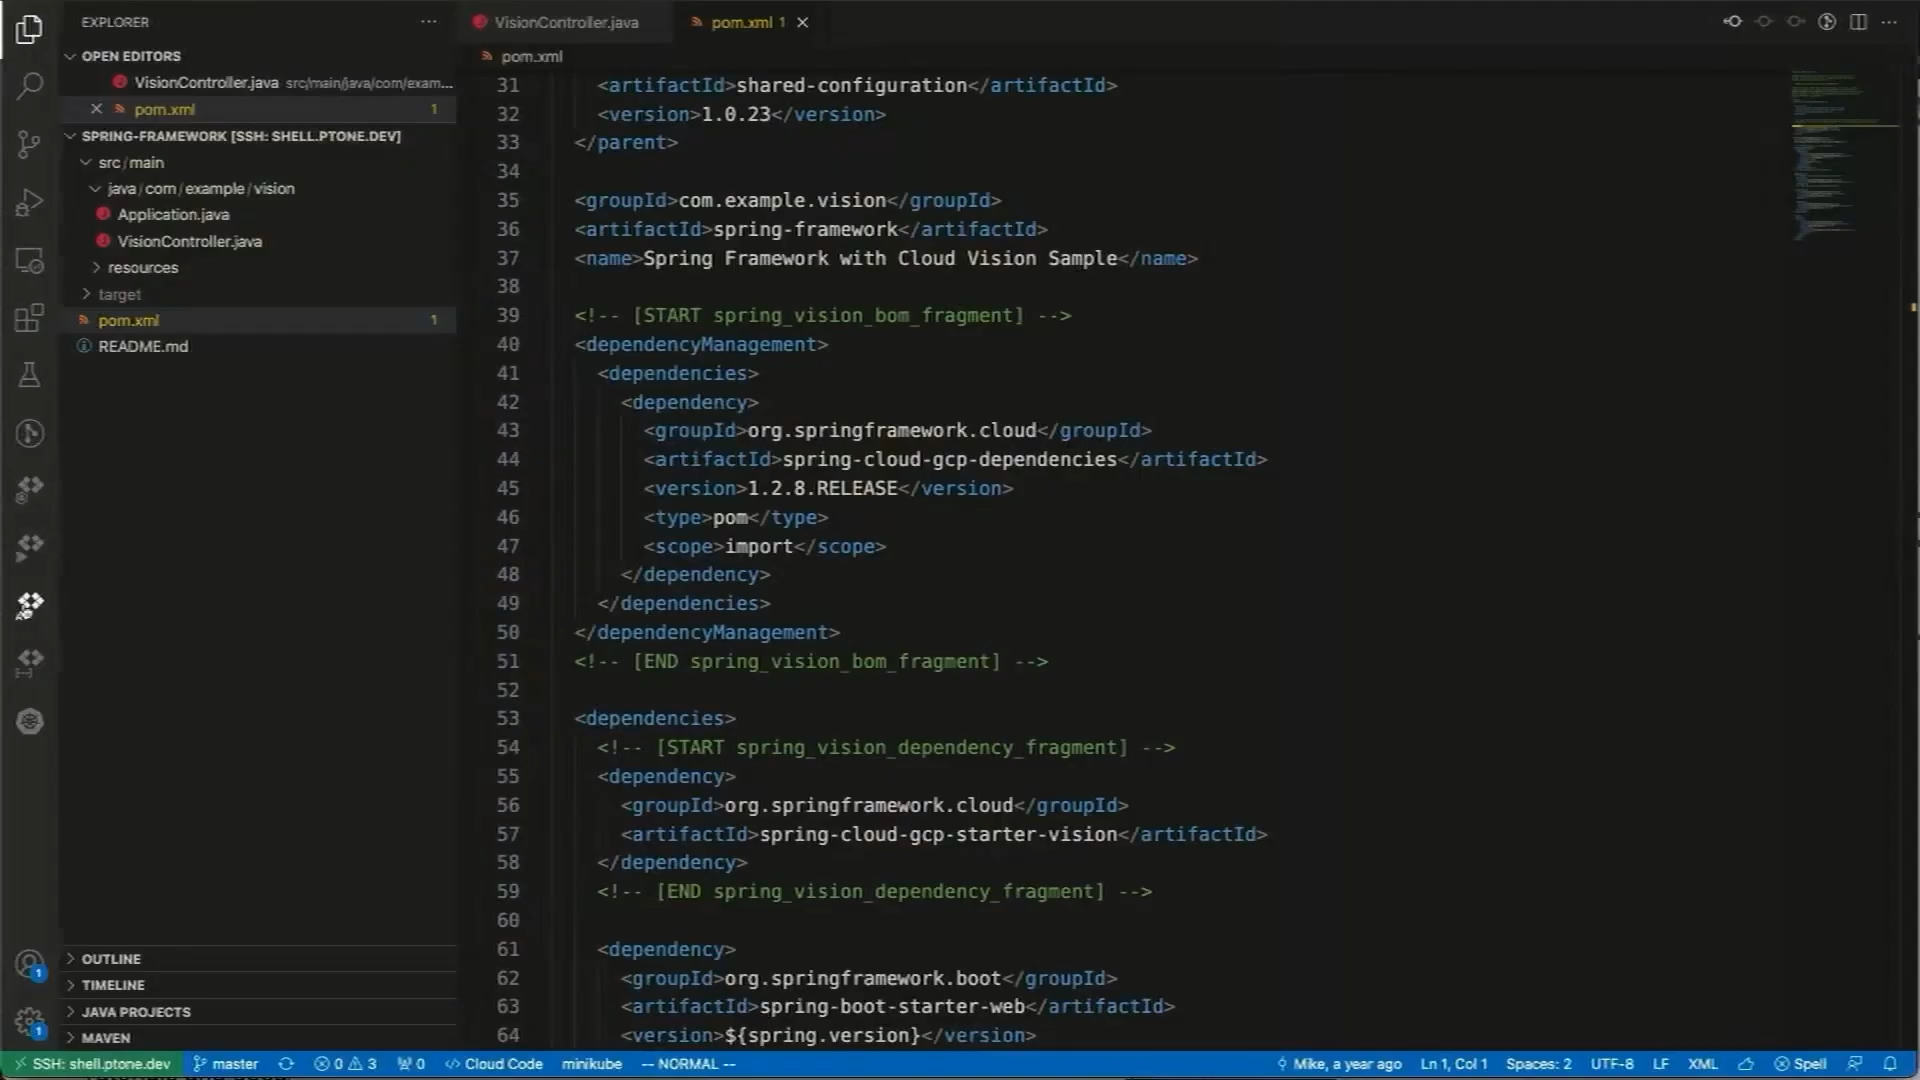 EXPLORER
VisionController.java
pom.xml 1
OPEN EDITORS
VisionController.java src/main/java/com/exam...
pom.xml 1
SPRING-FRAMEWORK [SSH: SHELL.PTONE.DEV]
src/main
java/com/example/vision
Application.java
VisionController.java
resources
target
pom.xml 1
README.md
OUTLINE
TIMELINE
JAVA PROJECTS
MAVEN
pom.xml
31 <artifactId>shared-configuration</artifactId>
32 <version>1.0.23</version>
33 </parent>
34
35 <groupId>com.example.vision</groupId>
36 <artifactId>spring-framework</artifactId>
37 <name>Spring Framework with Cloud Vision Sample</name>
38
39 <!-- [START spring_vision_bom_fragment] -->
40 <dependencyManagement>
41 <dependencies>
42 <dependency>
43 <groupId>org.springframework.cloud</groupId>
44 <artifactId>spring-cloud-gcp-dependencies</artifactId>
45 <version>1.2.8.RELEASE</version>
46 <type>pom</type>
47 <scope>import</scope>
48 </dependency>
49 </dependencies>
50 </dependencyManagement>
51 <!-- [END spring_vision_bom_fragment] -->
52
53 <dependencies>
54 <!-- [START spring_vision_dependency_fragment] -->
55 <dependency>
56 <groupId>org.springframework.cloud</groupId>
57 <artifactId>spring-cloud-gcp-starter-vision</artifactId>
58 </dependency>
59 <!-- [END spring_vision_dependency_fragment] -->
60
61 <dependency>
62 <groupId>org.springframework.boot</groupId>
63 <artifactId>spring-boot-starter-web</artifactId>
64 <version>${spring.version}</version>
1
1
SSH: shell.ptone.dev master 0 3 0 Cloud Code minikube -- NORMAL -- Mike, a year ago Ln 1, Col 1 Spaces: 2 UTF-8 LF XML Spell